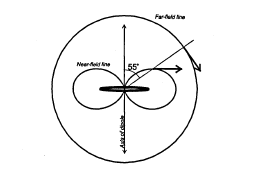 Far-field line
Near-field line
55°
Axis of dipole